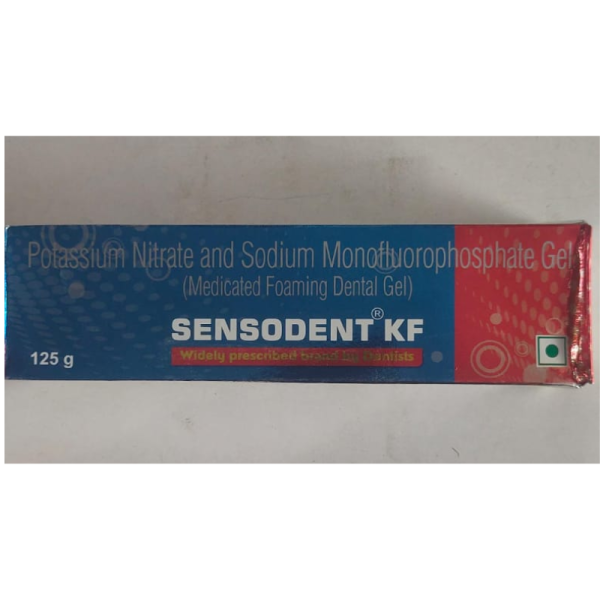 Potassium Nitrate and Sodium Monofluorophosphate Gel
(Medicated Foaming Dental Gel)
SENSODENT® KF
Widely prescribed brand by Dentists
125 g